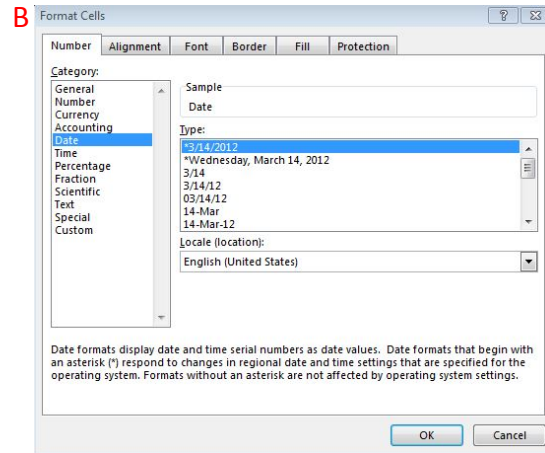 B
Format Cells
Number Alignment Font Border Fill Protection
Category:
General
Number
Currency
Accounting
Date
Time
Percentage
Fraction
Scientific
Text
Special
Custom
Sample
Date
Type:
*3/14/2012
*Wednesday, March 14, 2012
3/14
3/14/12
03/14/12
14-Mar
14-Mar-12
Locale (location):
English (United States)
Date formats display date and time serial numbers as date values. Date formats that begin with
an asterisk (*) respond to changes in regional date and time settings that are specified for the
operating system. Formats without an asterisk are not affected by operating system settings.
OK Cancel